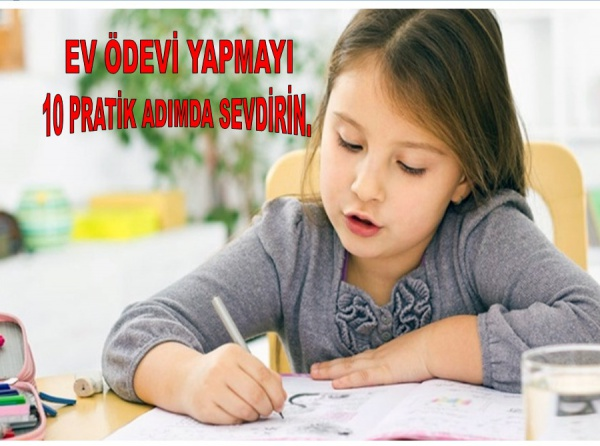 EV ÖDEVİ YAPMAYI
10 PRATİK ADIMDA SEVDİRİN.